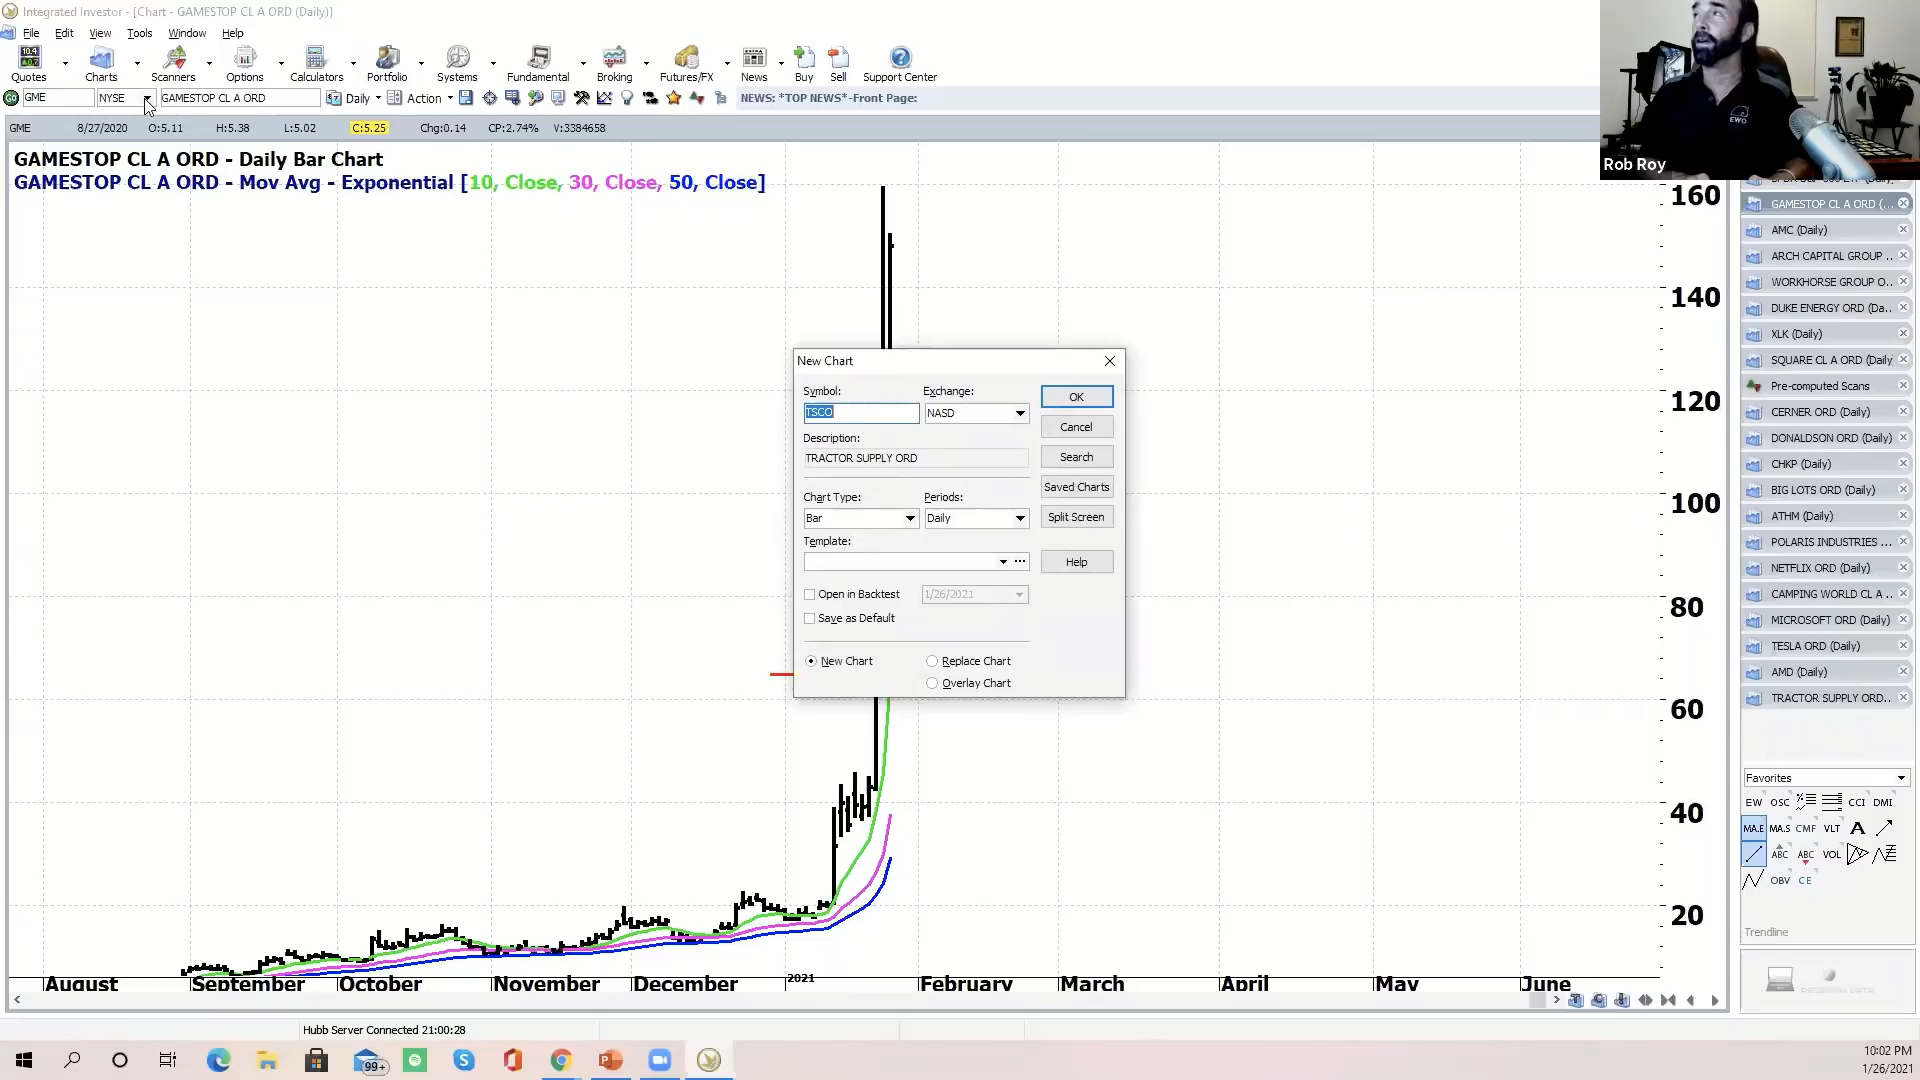 Integrated Investor - [Chart - GAMESTOP CL A ORD (Daily)]
File Edit View Tools Window Help
Quotes Charts Scanners Options Calculators Portfolio Systems Fundamental Broking Futures/FX News Buy Sell Support Center
GME NYSE GAMESTOP CL A ORD Daily Action NEWS: *TOP NEWS*-Front Page:
GME 8/27/2020 O:5.11 H:5.38 L:5.02 C:5.25 Chg:0.14 CP:2.74% V:3384658
EWO
Rob Roy
GAMESTOP CL A ORD - Daily Bar Chart
GAMESTOP CL A ORD - Mov Avg - Exponential [10, Close, 30, Close, 50, Close]
160
140
120
100
80
60
40
20
New Chart
Symbol: Exchange:
TSCO NASD
OK
Cancel
Description:
TRACTOR SUPPLY ORD
Search
Saved Charts
Chart Type: Periods:
Bar Daily
Split Screen
Template:
Help
Open in Backtest 1/26/2021
Save as Default
New Chart Replace Chart
Overlay Chart
GAMESTOP CL A ORD (...
AMC (Daily)
ARCH CAPITAL GROUP ..
WORKHORSE GROUP O..
DUKE ENERGY ORD (Da..
XLK (Daily)
SQUARE CL A ORD (Daily)
Pre-computed Scans
CERNER ORD (Daily)
DONALDSON ORD (Daily)
CHKP (Daily)
BIG LOTS ORD (Daily)
ATHM (Daily)
POLARIS INDUSTRIES ...
NETFLIX ORD (Daily)
CAMPING WORLD CL A ..
MICROSOFT ORD (Daily)
TESLA ORD (Daily)
AMD (Daily)
TRACTOR SUPPLY ORD..
Favorites
EW OSC CCI DMI
MA.E MA.S CMF VLT A
ABC ABC VOL
OBV CE
Trendline
August September October November December 2021 February March April May June
Hubb Server Connected 21:00:28
99+
10:02 PM
1/26/2021